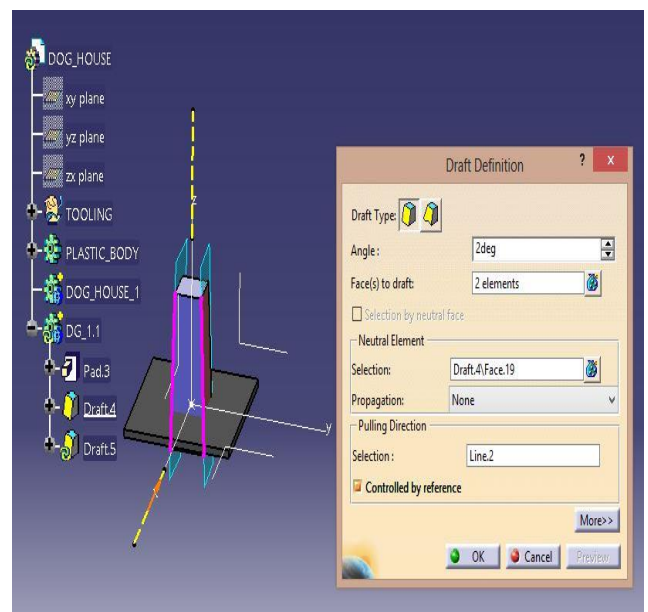 DOG_HOUSE
xy plane
yz plane
zx plane
TOOLING
PLASTIC_BODY
DOG_HOUSE_1
DG_1.1
Pad.3
Draft.4
Draft.5
z
y
x
Draft Definition
?
x
Draft Type:
Angle : 2deg
Face(s) to draft: 2 elements
Selection by neutral face
Neutral Element
Selection: Draft.4\Face.19
Propagation: None
Pulling Direction
Selection : Line.2
Controlled by reference
More>>
OK Cancel Preview